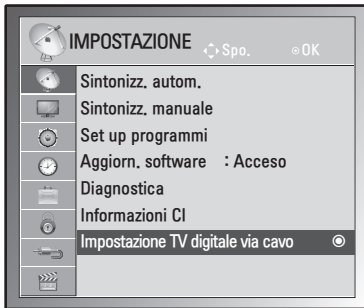 IMPOSTAZIONE Spo. OK
Sintonizz. autom.
Sintonizz. manuale
Set up programmi
Aggiorn. software : Acceso
Diagnostica
Informazioni CI
Impostazione TV digitale via cavo